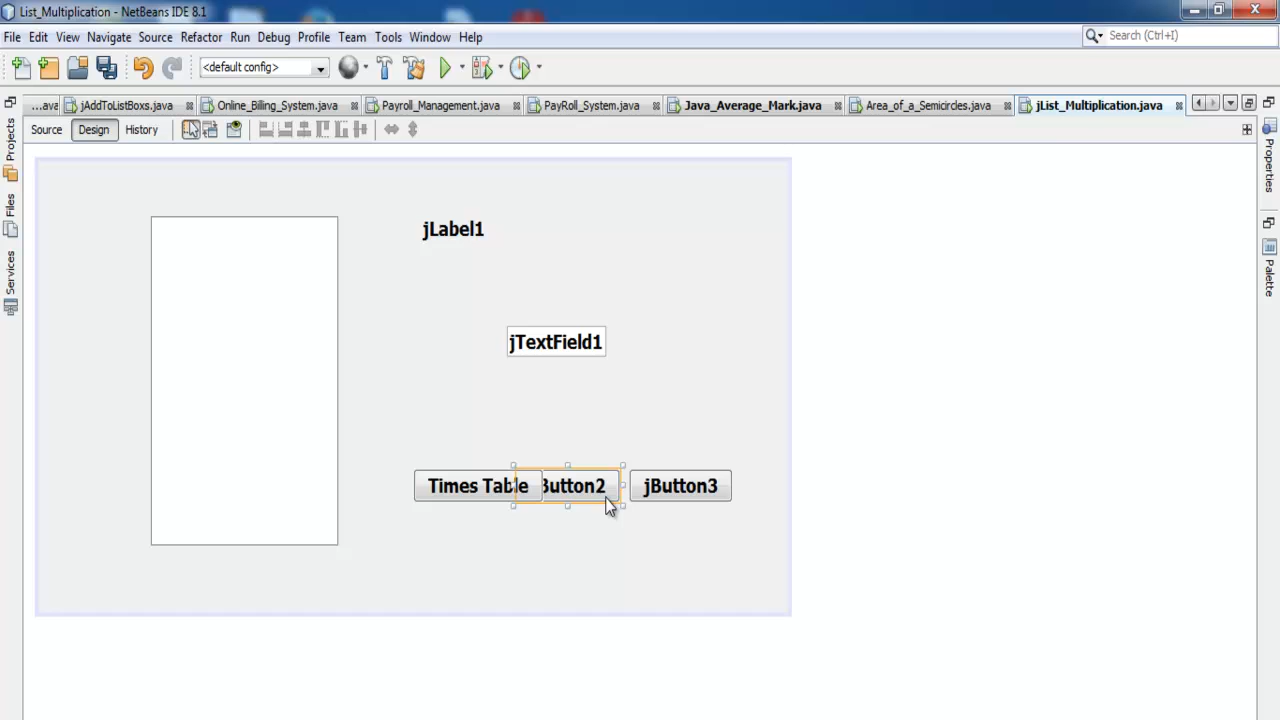 List_Multiplication - NetBeans IDE 8.1
File Edit View Navigate Source Refactor Run Debug Profile Team Tools Window Help
Search (Ctrl+I)
<default config>
...ava jAddToListBoxs.java Online_Billing_System.java Payroll_Management.java PayRoll_System.java Java_Average_Mark.java Area_of_a_Semicircles.java jList_Multiplication.java
Source Design History
Projects
Files
Services
Properties
Palette
jLabel1
jTextField1
Times Table Button2 jButton3